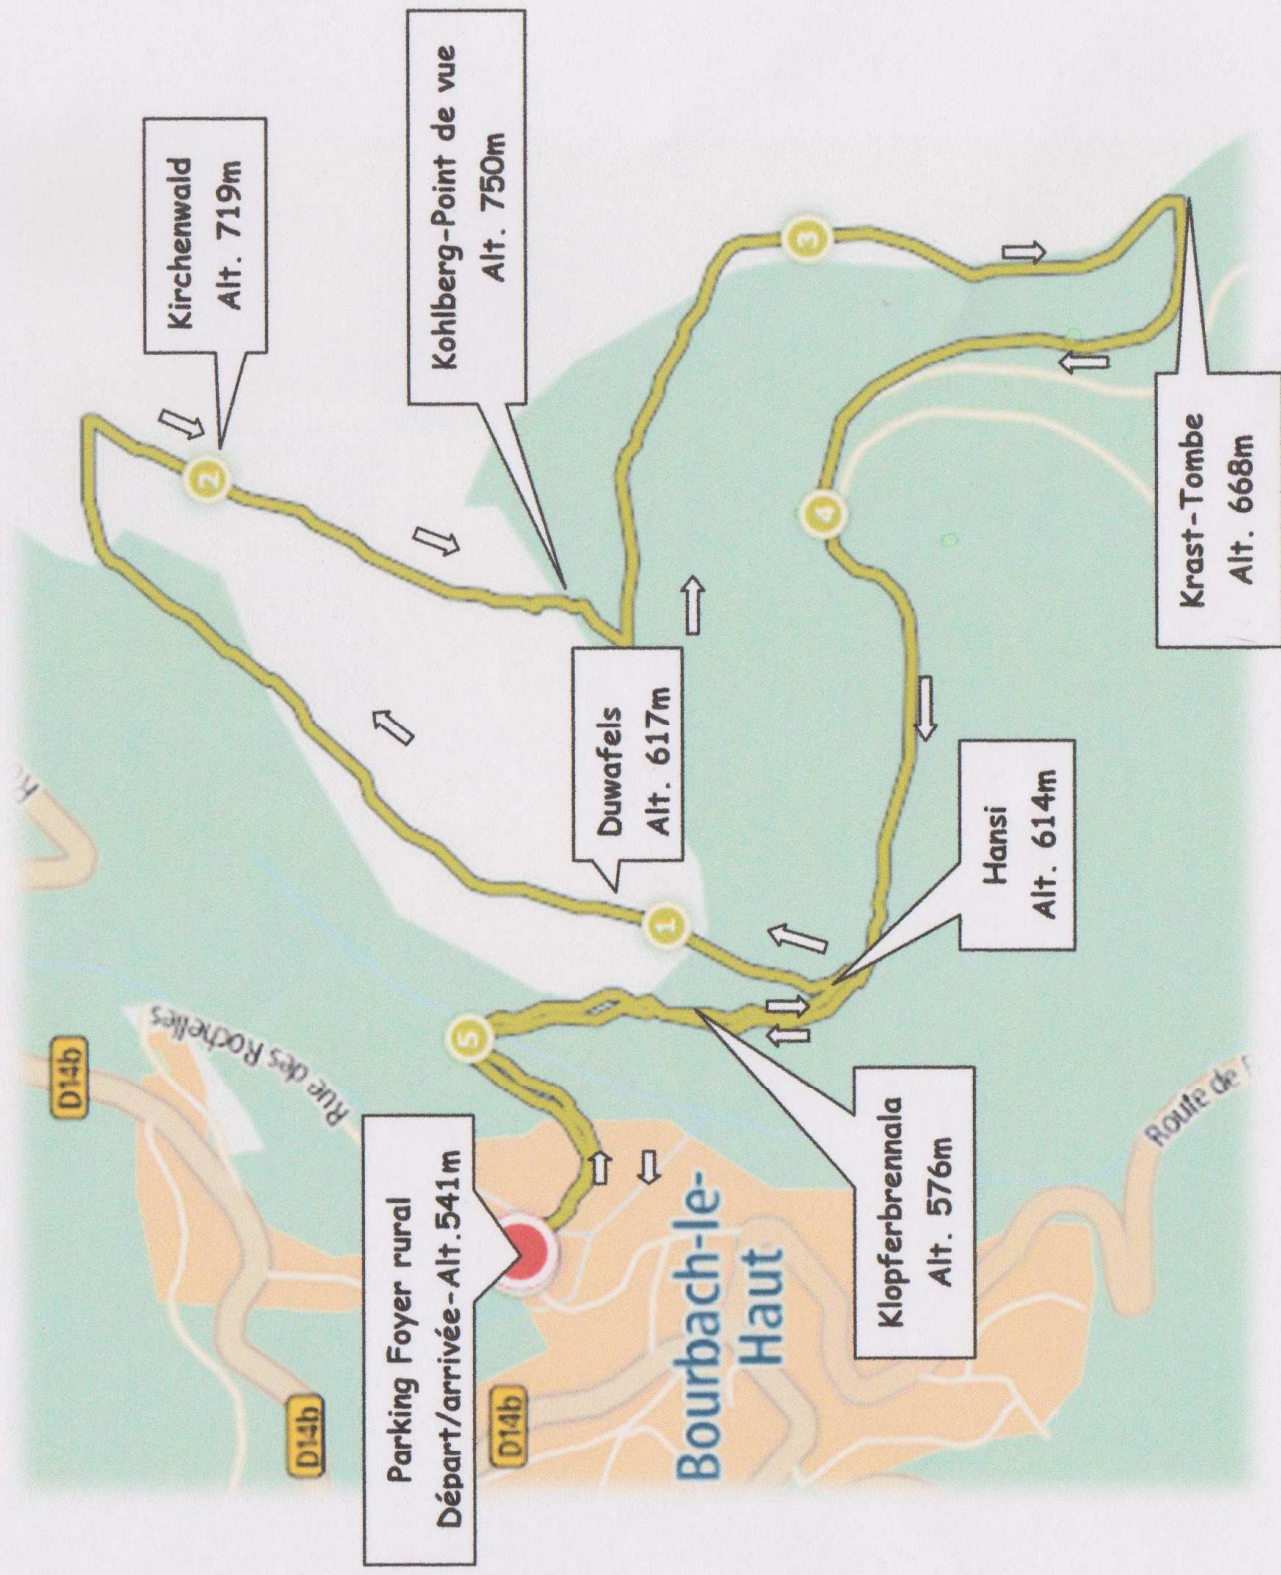 D14b
Rue des Rochelles
Kirchenwald
Alt. 719m
D14b
Parking Foyer rural
Départ/arrivée-Alt.541m
Kohlberg-Point de vue
Alt. 750m
2
D14b
5
Duwafels
Alt. 617m
1
Bourbach-le-
Haut
3
4
Klopferbrennala
Alt. 576m
Hansi
Alt. 614m
Route de
Krast-Tombe
Alt. 668m